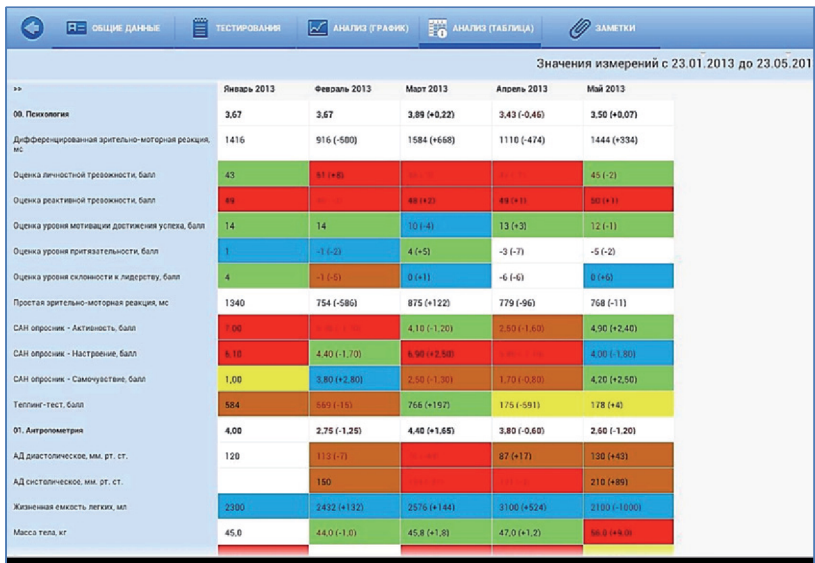 ОБЩИЕ ДАННЫЕ ТЕСТИРОВАНИЯ АНАЛИЗ (ГРАФИК) АНАЛИЗ (ТАБЛИЦА) ЗАМЕТКИ
Значения измерений с 23.01.2013 до 23.05.201
>> Январь 2013 Февраль 2013 Март 2013 Апрель 2013 Май 2013
00. Психология 3,67 3,67 3,89 (+0,22) 3,43 (-0,46) 3,50 (+0,07)
Дифференцированная зрительно-моторная реакция, мс 1416 916 (-500) 1584 (+668) 1110 (-474) 1444 (+334)
Оценка личностной тревожности, балл 43 51 (+8) 45 (-2)
Оценка реактивной тревожности, балл 49 48 (+2) 49 (+1) 50 (+1)
Оценка уровня мотивации достижения успеха, балл 14 14 10 (-4) 13 (+3) 12 (-1)
Оценка уровня притязательности, балл 1 -1 (-2) 4 (+5) -3 (-7) -5 (-2)
Оценка уровня склонности к лидерству, балл 4 -1 (-5) 0 (+1) -6 (-6) 0 (+6)
Простая зрительно-моторная реакция, мс 1340 754 (-586) 875 (+122) 779 (-96) 768 (-11)
САН опросник - Активность, балл 7,00 4,10 (-1,20) 2,50 (-1,60) 4,90 (+2,40)
САН опросник - Настроение, балл 6,10 4,40 (-1,70) 6,90 (+2,50) 4,00 (-1,80)
САН опросник - Самочувствие, балл 1,00 3,80 (+2,80) 2,50 (-1,30) 1,70 (-0,80) 4,20 (+2,50)
Теппинг-тест, балл 584 569 (-15) 766 (+197) 175 (-591) 178 (+4)
01. Антропометрия 4,00 2,75 (-1,25) 4,40 (+1,65) 3,80 (-0,60) 2,60 (-1,20)
АД диастолическое, мм. рт. ст. 120 113 (-7) 87 (+17) 130 (+43)
АД систолическое, мм. рт. ст. 150 210 (+89)
Жизненная емкость легких, мл 2300 2432 (+132) 2576 (+144) 3100 (+524) 2100 (-1000)
Масса тела, кг 45,0 44,0 (-1,0) 45,8 (+1,8) 47,0 (+1,2) 56,0 (+9,0)